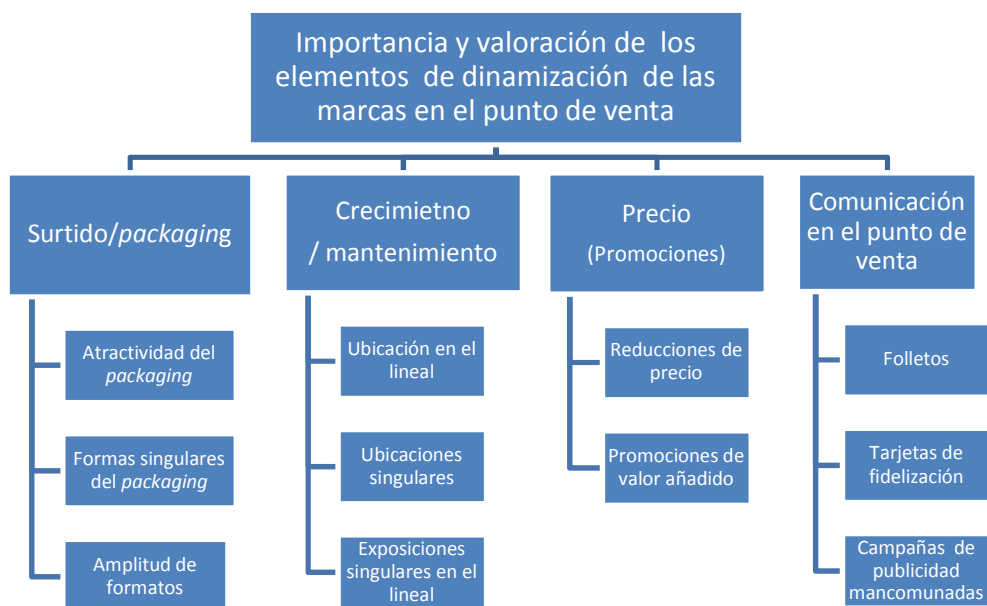 Importancia y valoración de los
elementos de dinamización de las
marcas en el punto de venta
Surtido/packaging
Atractividad del
packaging
Formas singulares
del packaging
Amplitud de
formatos
Crecimietno
/ mantenimiento
Ubicación en el
lineal
Ubicaciones
singulares
Exposiciones
singulares en el
lineal
Precio
(Promociones)
Reducciones de
precio
Promociones de
valor añadido
Comunicación
en el punto de
venta
Folletos
Tarjetas de
fidelización
Campañas de
publicidad
mancomunadas